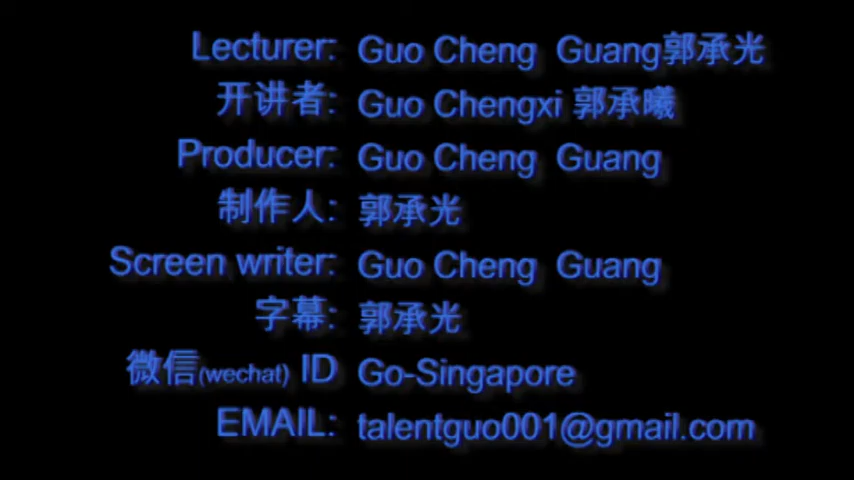 Lecturer: Guo Cheng Guang郭承光
开讲者: Guo Chengxi 郭承曦
Producer: Guo Cheng Guang
制作人: 郭承光
Screen writer: Guo Cheng Guang
字幕: 郭承光
微信(wechat) ID Go-Singapore
EMAIL: talentguo001@gmail.com